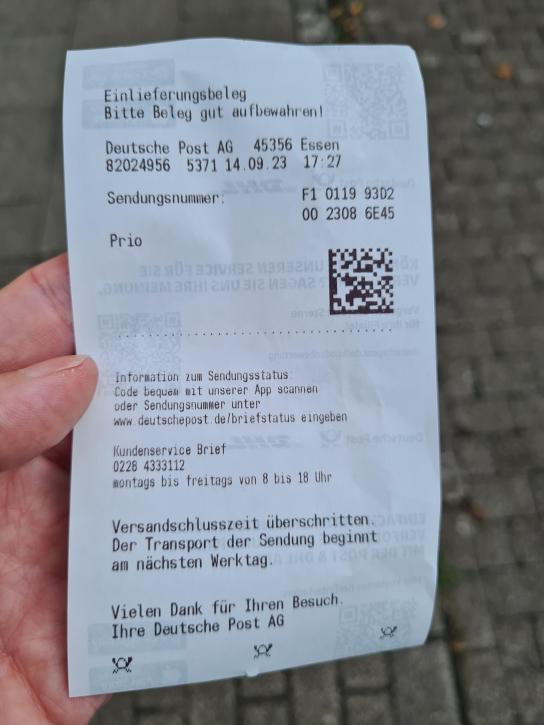 Einlieferungsbeleg
Bitte Beleg gut aufbewahren!
Deutsche Post AG 45356 Essen
82024956 5371 14.09.23 17:27
Sendungsnummer: F1 0119 93D2
00 2308 6E45
Prio
Information zum Sendungsstatus:
Code bequem mit unserer App scannen
oder Sendungsnummer unter
www.deutschepost.de/briefstatus eingeben
Kundenservice Brief
0228 4333112
montags bis freitags von 8 bis 18 Uhr
Versandschlusszeit überschritten.
Der Transport der Sendung beginnt
am nächsten Werktag.
Vielen Dank für Ihren Besuch.
Ihre Deutsche Post AG